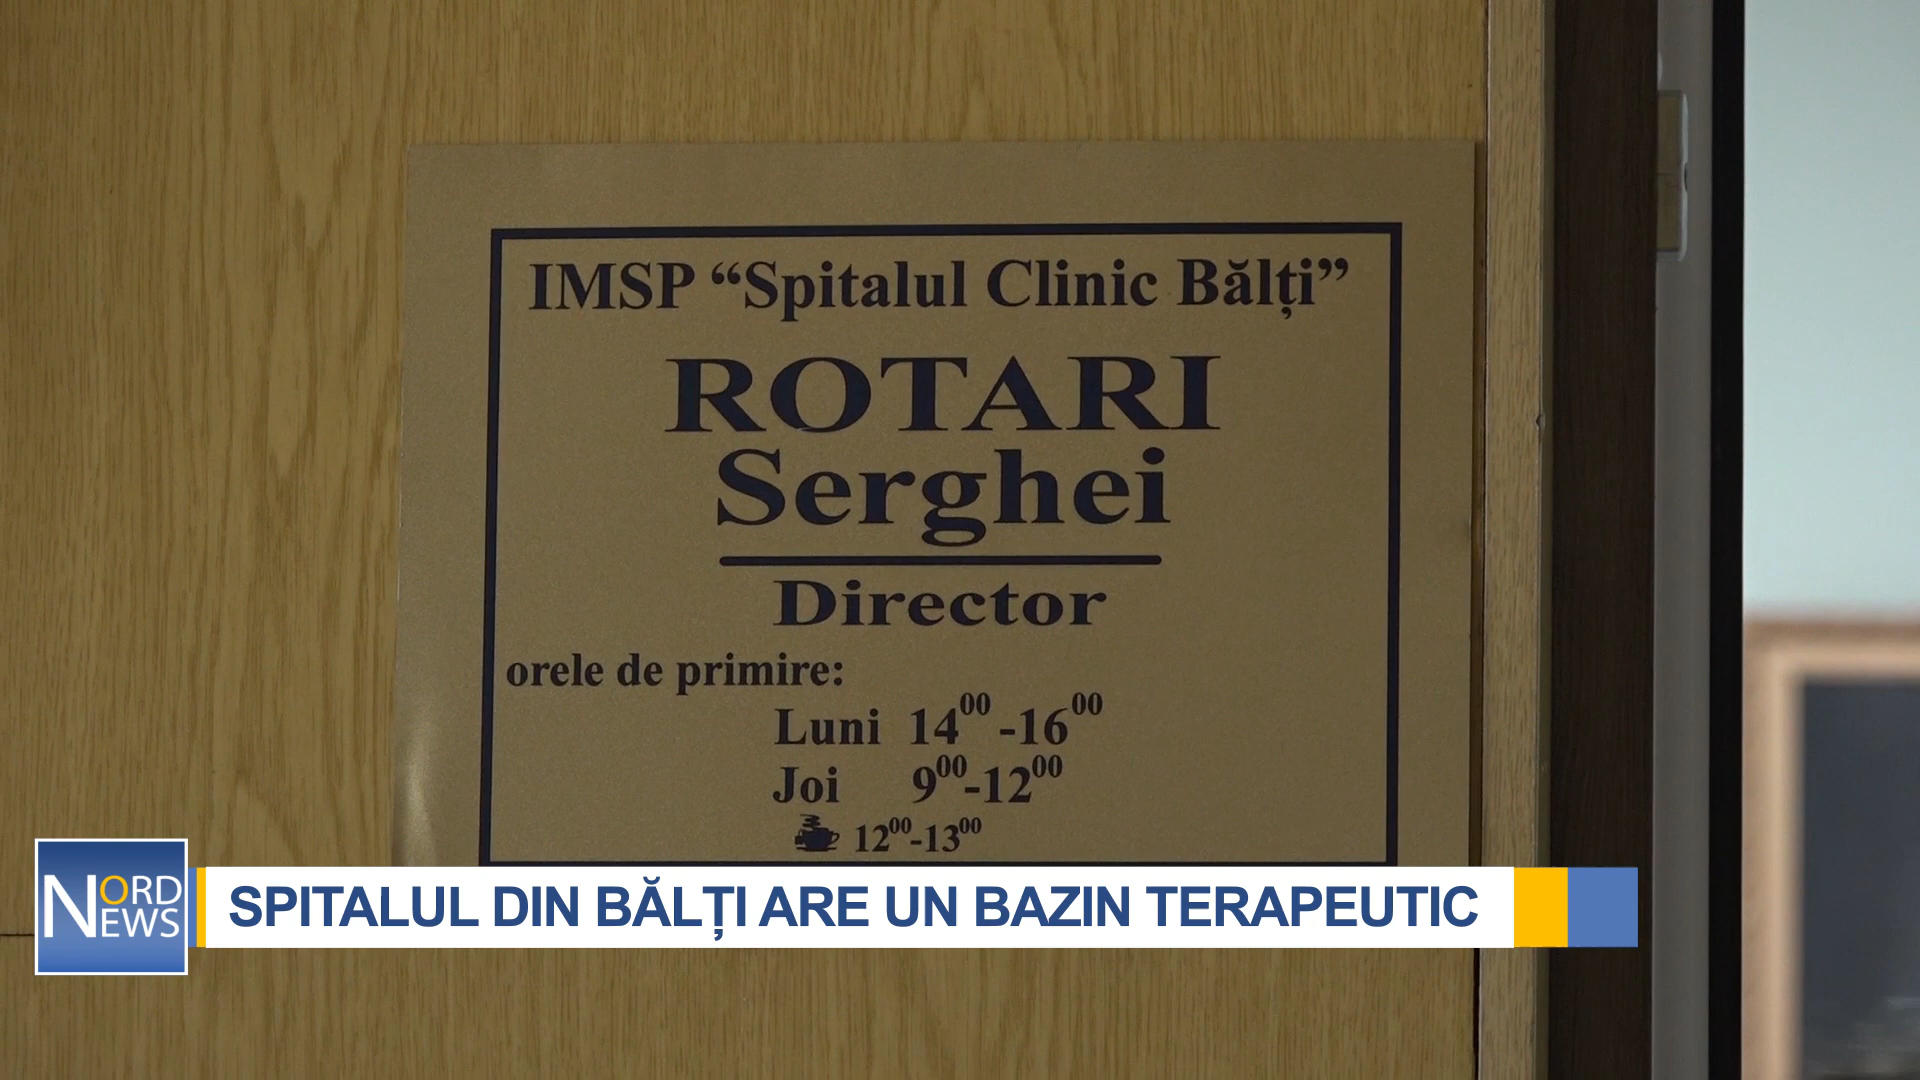 IMSP “Spitalul Clinic Bălți”
ROTARI
Serghei
Director
orele de primire:
Luni 14⁰⁰-16⁰⁰
Joi 9⁰⁰-12⁰⁰
12⁰⁰-13⁰⁰
NORD NEWS
SPITALUL DIN BĂLȚI ARE UN BAZIN TERAPEUTIC